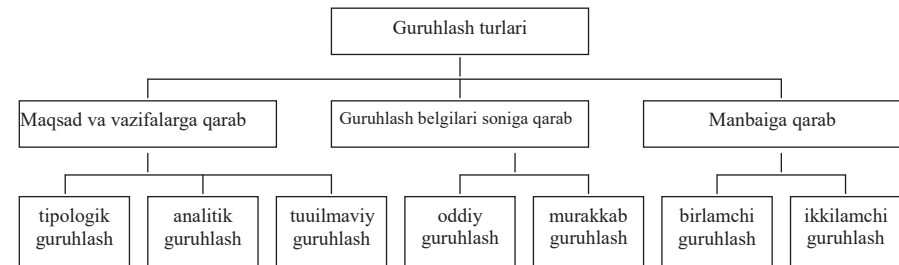 Guruhlash turlari
Maqsad va vazifalarga qarab
Guruhlash belgilari soniga qarab
Manbaiga qarab
tipologik
guruhlash
analitik
guruhlash
tuuilmaviy
guruhlash
oddiy
guruhlash
murakkab
guruhlash
birlamchi
guruhlash
ikkilamchi
guruhlash